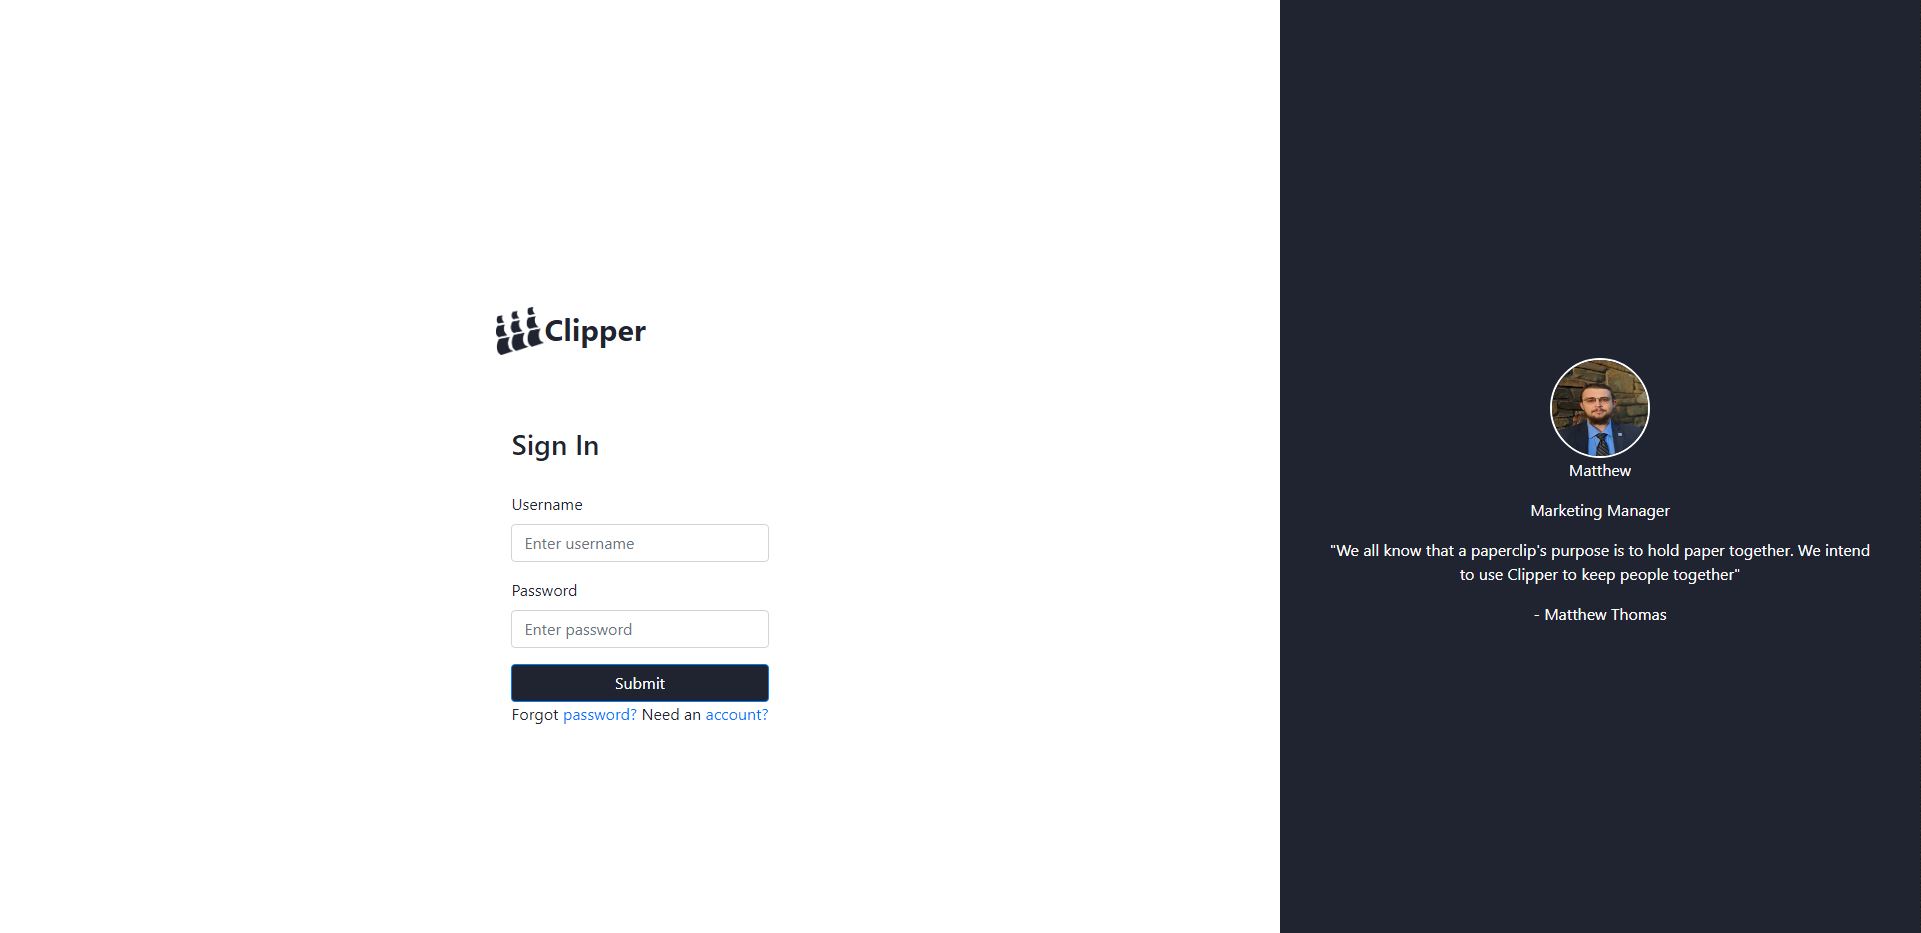 Clipper
Sign In
Username
Enter username
Password
Enter password
Submit
Forgot password? Need an account?
Matthew
Marketing Manager
"We all know that a paperclip's purpose is to hold paper together. We intend
to use Clipper to keep people together"
- Matthew Thomas